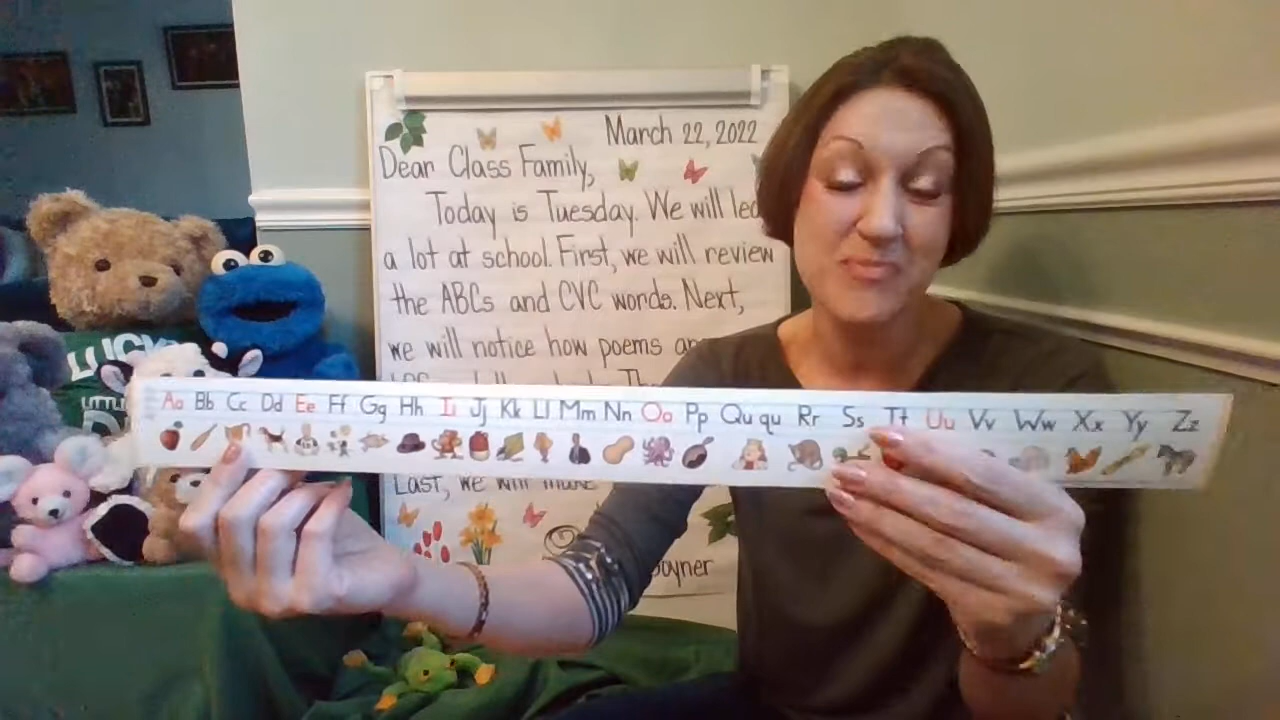 March 22, 2022
Dear Class Family,
Today is Tuesday. We will
a lot at school. First, we will review
the ABCs and CVC words. Next,
we will notice how poems
LUCKY
LITTLE
Aa Bb Cc Dd Ee Ff Gg Hh Ii Jj Kk Ll Mm Nn Oo Pp Qu qu Rr Ss Tt Uu Vv Ww Xx Yy Zz
Last, we will